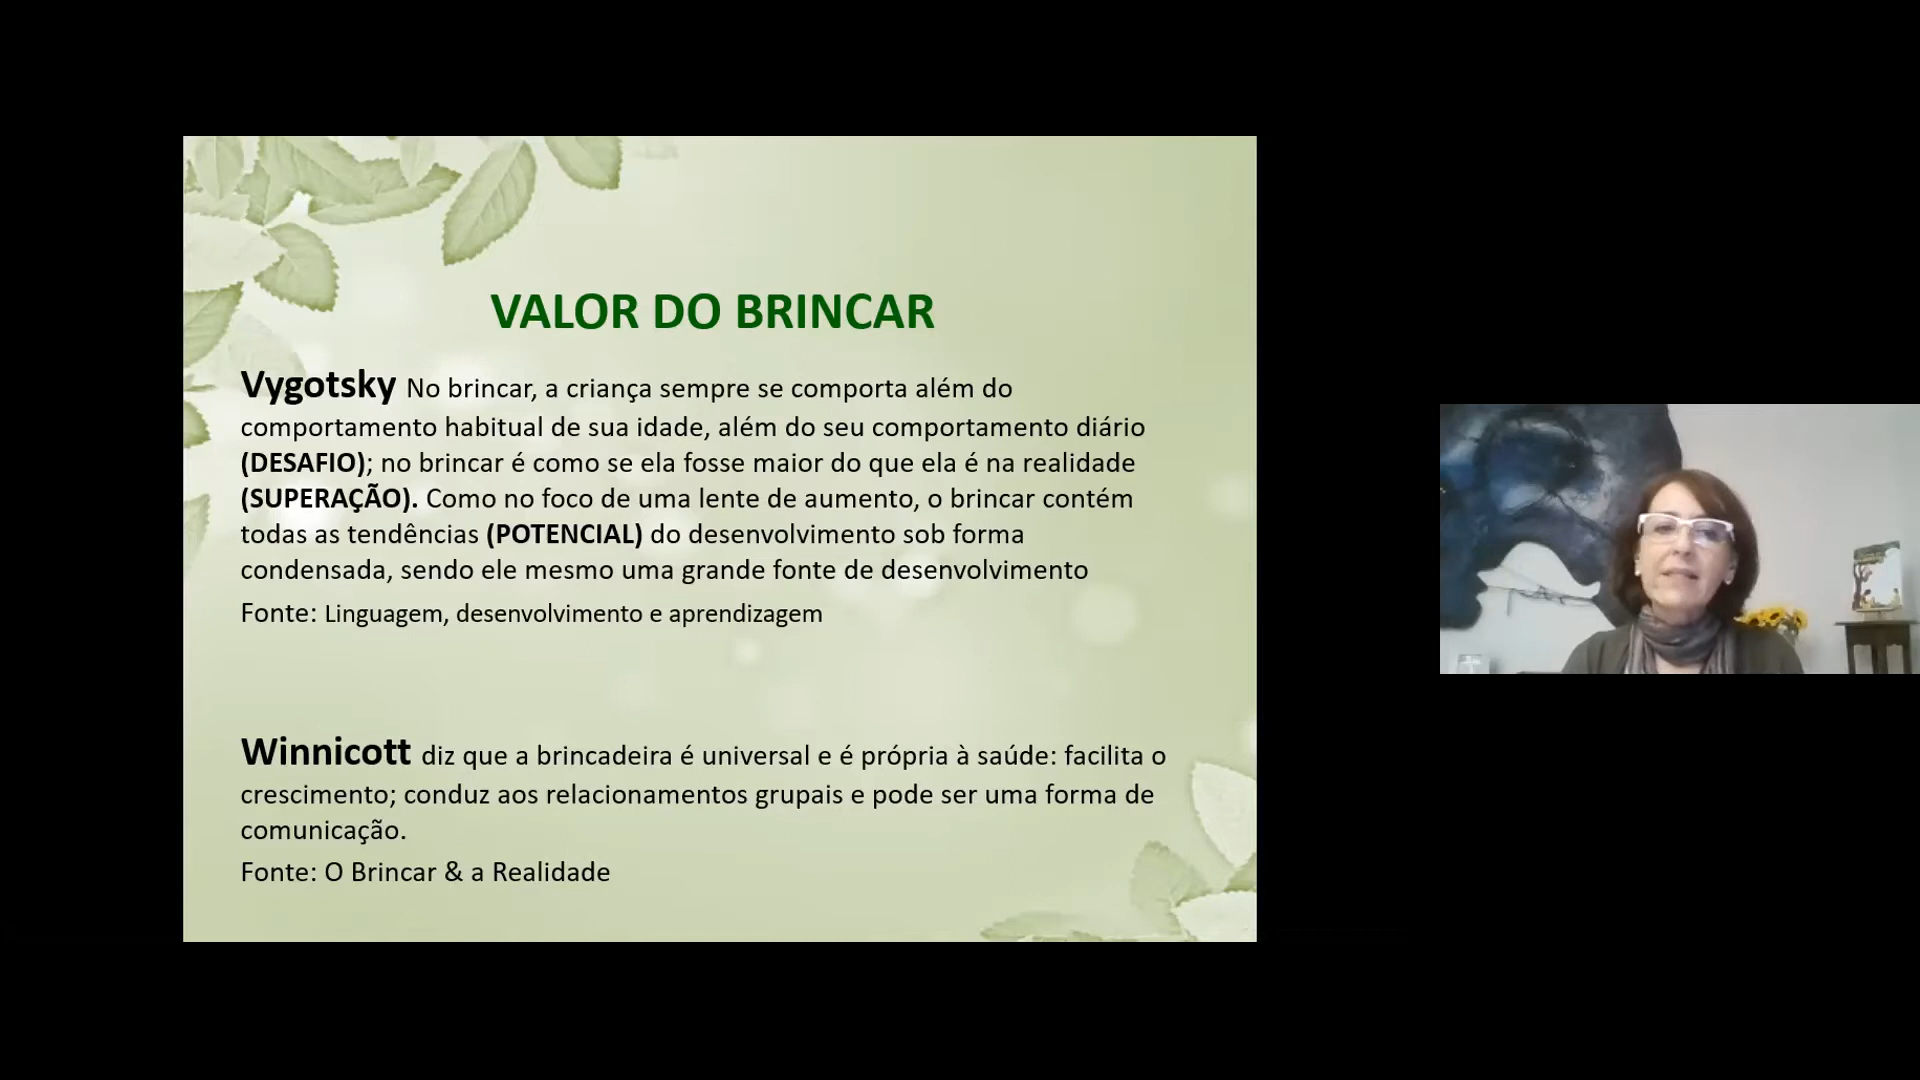 VALOR DO BRINCAR
Vygotsky No brincar, a criança sempre se comporta além do
comportamento habitual de sua idade, além do seu comportamento diário
(DESAFIO); no brincar é como se ela fosse maior do que ela é na realidade
(SUPERAÇÃO). Como no foco de uma lente de aumento, o brincar contém
todas as tendências (POTENCIAL) do desenvolvimento sob forma
condensada, sendo ele mesmo uma grande fonte de desenvolvimento
Fonte: Linguagem, desenvolvimento e aprendizagem
Winnicott diz que a brincadeira é universal e é própria à saúde: facilita o
crescimento; conduz aos relacionamentos grupais e pode ser uma forma de
comunicação.
Fonte: O Brincar & a Realidade